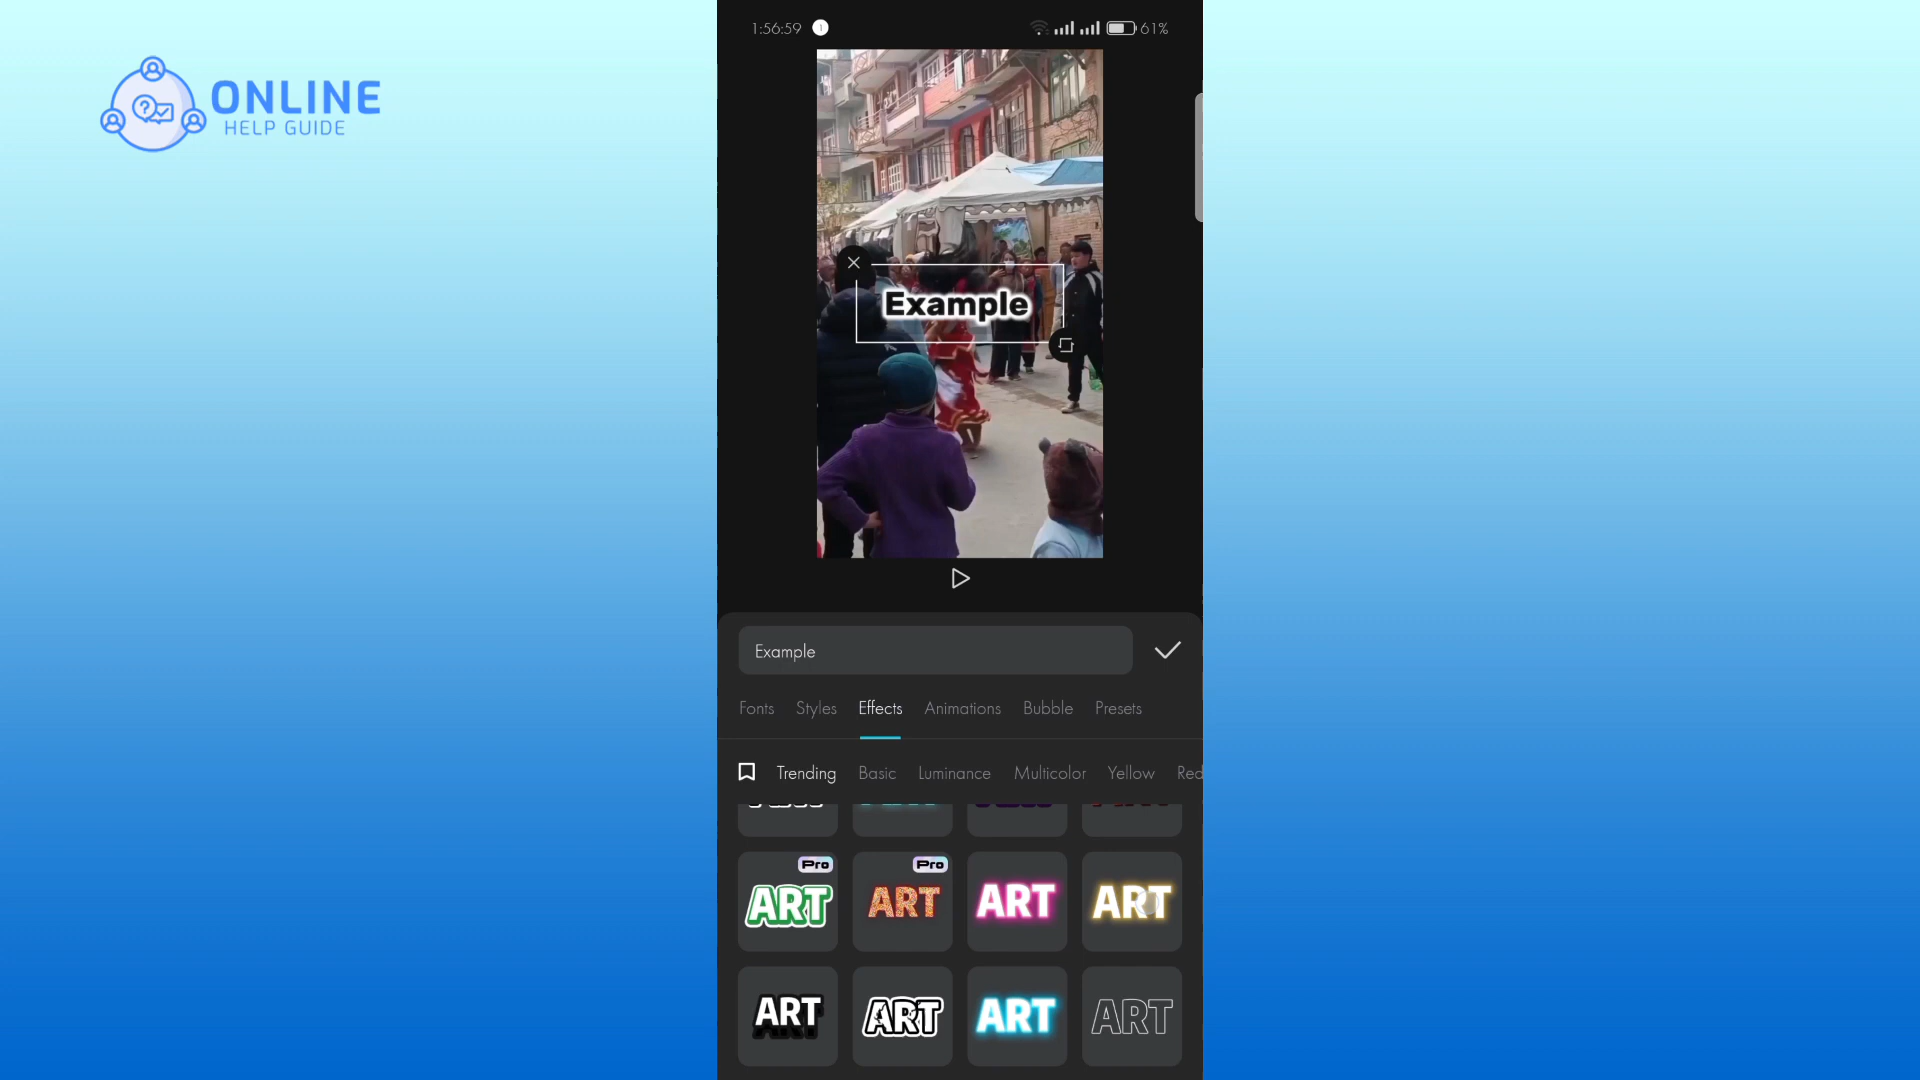 1:56:59
61%
ONLINE
HELP GUIDE
Example
Example
Fonts Styles Effects Animations Bubble Presets
Trending Basic Luminance Multicolor Yellow Red
Pro Pro
ART ART ART ART
ART ART ART ART